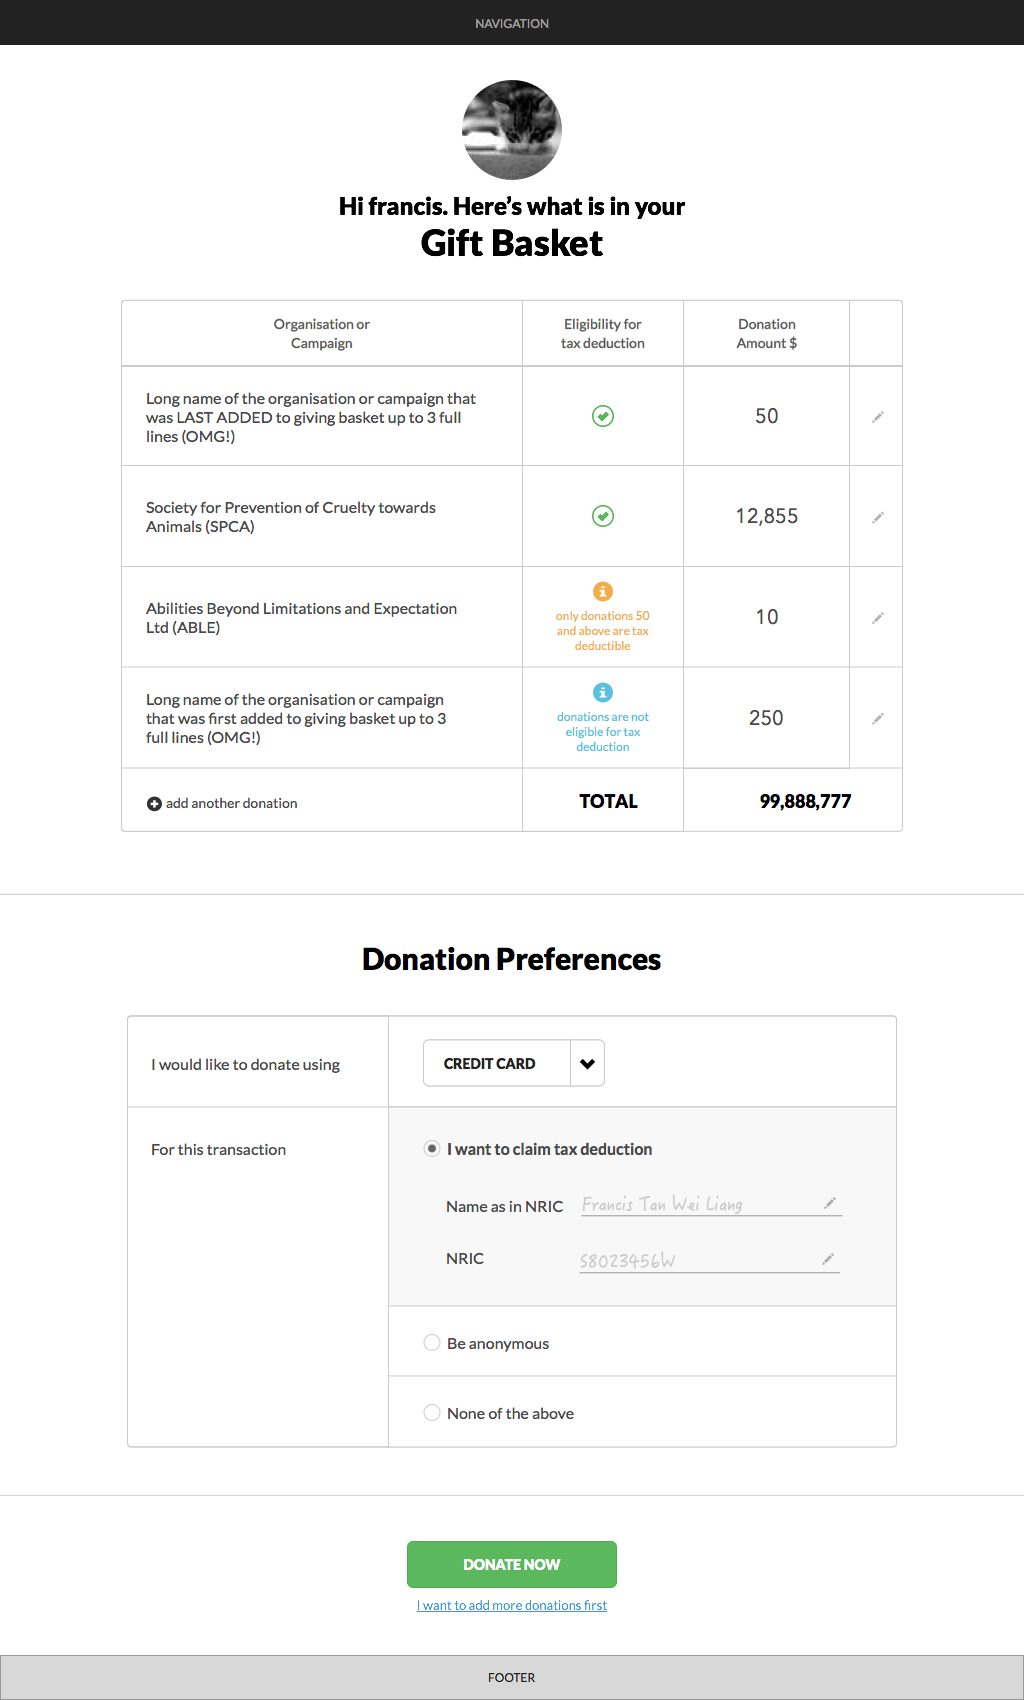 NAVIGATION
Hi francis. Here's what is in your
Gift Basket
Organisation or
Campaign
Eligibility for
tax deduction
Donation
Amount $
Long name of the organisation or campaign that
was LAST ADDED to giving basket up to 3 full
lines (OMG!)
50
Society for Prevention of Cruelty towards
Animals (SPCA)
12,855
Abilities Beyond Limitations and Expectation
Ltd (ABLE)
only donations 50
and above are tax
deductible
10
Long name of the organisation or campaign
that was first added to giving basket up to 3
full lines (OMG!)
donations are not
eligible for tax
deduction
250
add another donation
TOTAL
99,888,777
Donation Preferences
I would like to donate using
CREDIT CARD
For this transaction
I want to claim tax deduction
Name as in NRIC
Francis Tan Wei Liang
NRIC
S8023456W
Be anonymous
None of the above
DONATE NOW
I want to add more donations first
FOOTER